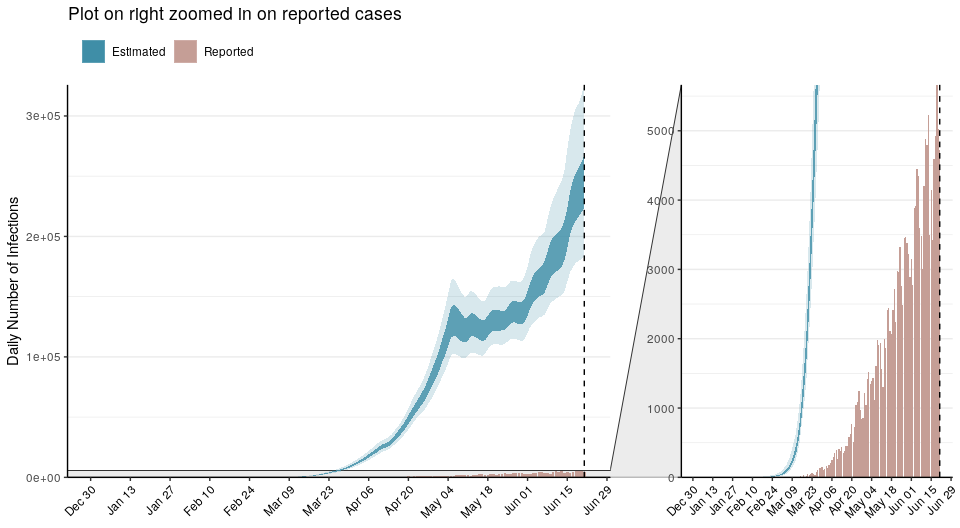 Plot on right zoomed in on reported cases
Estimated Reported
Daily Number of Infections
3e+05
2e+05
1e+05
0e+00
Dec 30 Jan 13 Jan 27 Feb 10 Feb 24 Mar 09 Mar 23 Apr 06 Apr 20 May 04 May 18 Jun 01 Jun 15 Jun 29
5000
4000
3000
2000
1000
0
Dec 30 Jan 13 Jan 27 Feb 10 Feb 24 Mar 09 Mar 23 Apr 06 Apr 20 May 04 May 18 Jun 01 Jun 15 Jun 29